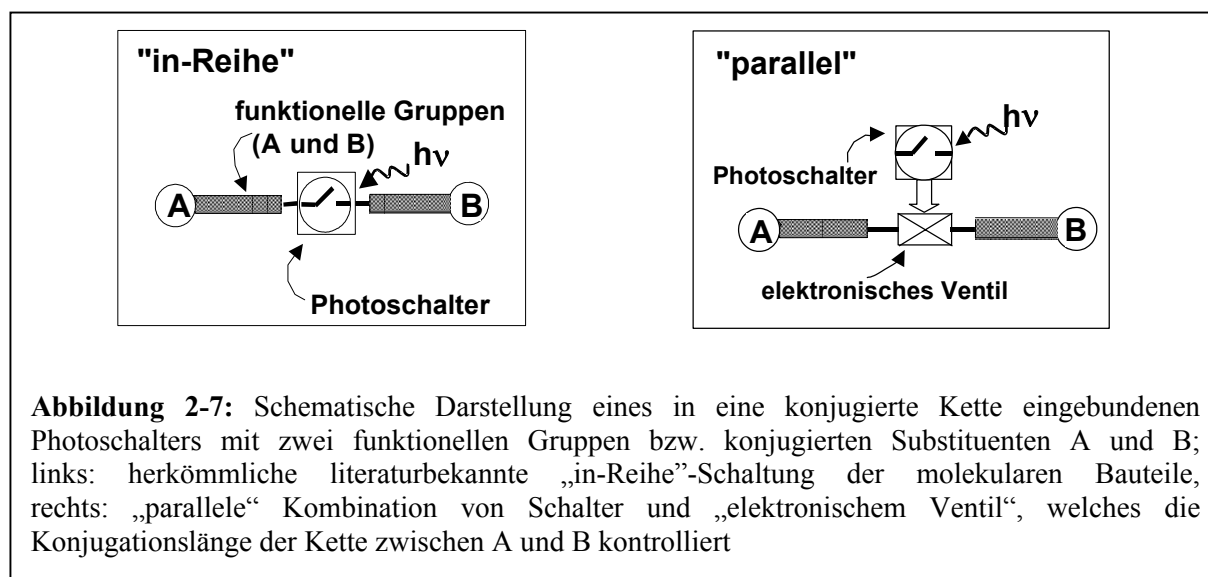 "in-Reihe"
funktionelle Gruppen
(A und B)
hν
A
B
Photoschalter
"parallel"
hν
Photoschalter
A
B
elektronisches Ventil
Abbildung 2-7: Schematische Darstellung eines in eine konjugierte Kette eingebundenen
Photoschalters mit zwei funktionellen Gruppen bzw. konjugierten Substituenten A und B;
links: herkömmliche literaturbekannte „in-Reihe”-Schaltung der molekularen Bauteile,
rechts: „parallele“ Kombination von Schalter und „elektronischem Ventil“, welches die
Konjugationslänge der Kette zwischen A und B kontrolliert